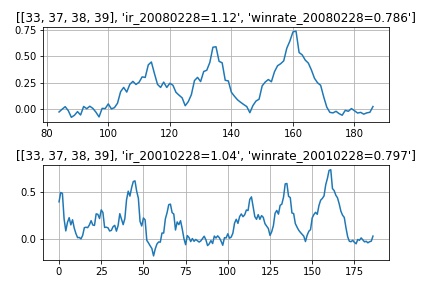 [[33, 37, 38, 39], 'ir_20080228=1.12', 'winrate_20080228=0.786']
0.75
0.50
0.25
0.00
80 100 120 140 160 180
[[33, 37, 38, 39], 'ir_20010228=1.04', 'winrate_20010228=0.797']
0.5
0.0
0 25 50 75 100 125 150 175